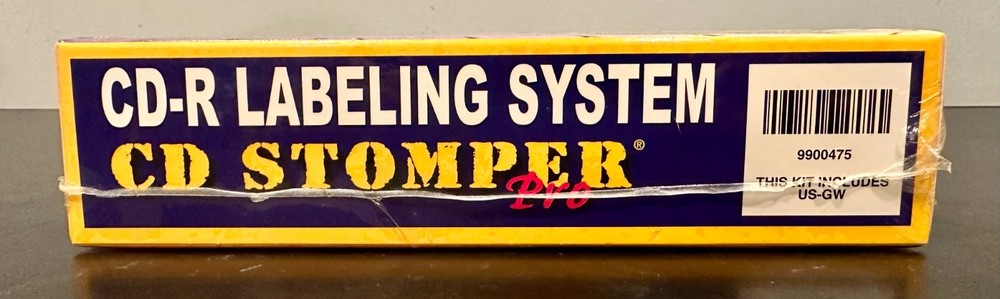 CD-R LABELING SYSTEM
CD STOMPER®
Pro
9900475
THIS KIT INCLUDES
US-GW